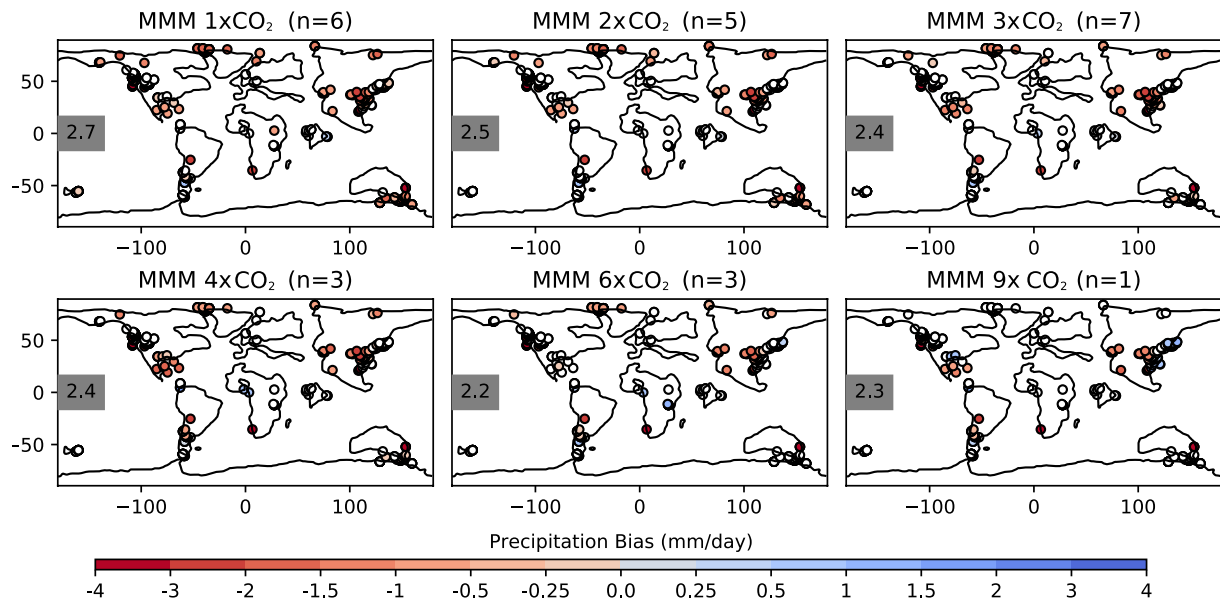 MMM 1xCO₂ (n=6)
MMM 2xCO₂ (n=5)
MMM 3xCO₂ (n=7)
50
0
−50
2.7
2.5
2.4
−100 0 100
−100 0 100
−100 0 100
MMM 4xCO₂ (n=3)
MMM 6xCO₂ (n=3)
MMM 9x CO₂ (n=1)
50
0
−50
2.4
2.2
2.3
−100 0 100
−100 0 100
−100 0 100
Precipitation Bias (mm/day)
-4 -3 -2 -1.5 -1 -0.5 -0.25 0.0 0.25 0.5 1 1.5 2 3 4